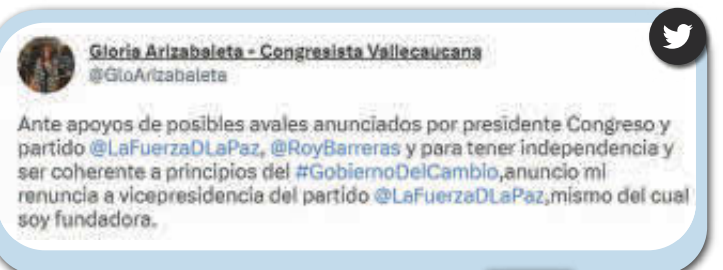 Gloria Arizabaleta - Congresista Vallecaucana
@GloArizabaleta
Ante apoyos de posibles avales anunciados por presidente Congreso y
partido @LaFuerzaDLaPaz, @RoyBarreras y para tener independencia y
ser coherente a principios del #GobiernoDelCambio,anuncio mi
renuncia a vicepresidencia del partido @LaFuerzaDLaPaz,mismo del cual
soy fundadora.